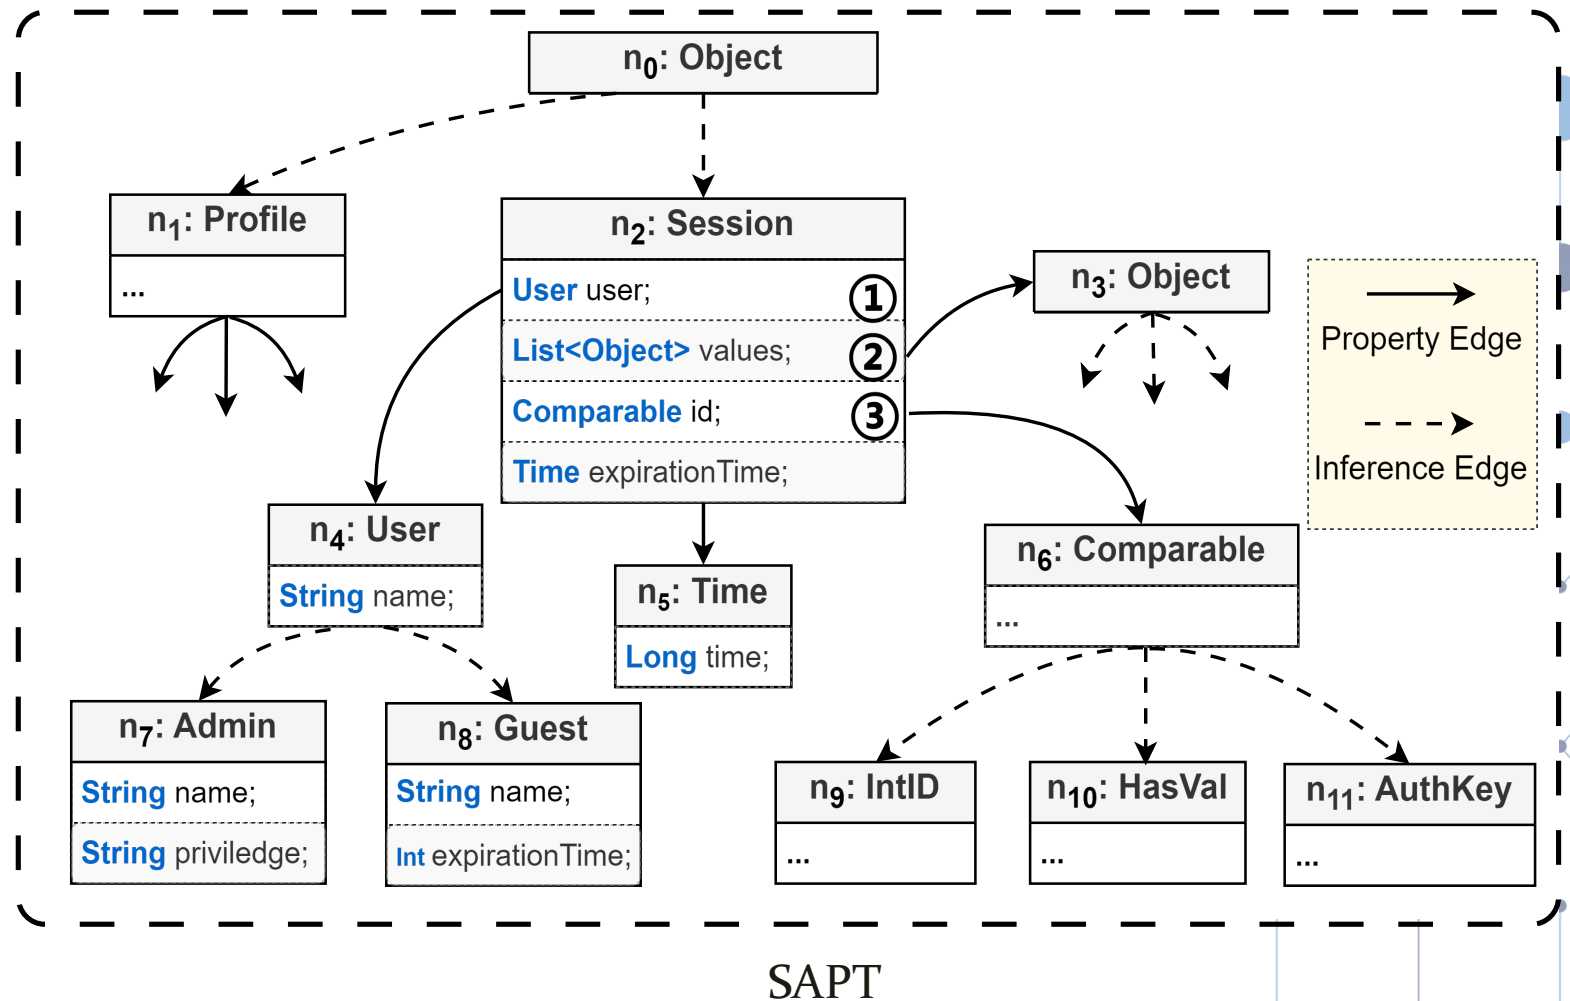 n0: Object
n1: Profile
...
n2: Session
User user; ①
List<Object> values; ②
Comparable id; ③
Time expirationTime;
n3: Object
Property Edge
Inference Edge
n4: User
String name;
n5: Time
Long time;
n6: Comparable
...
n7: Admin
String name;
String priviledge;
n8: Guest
String name;
Int expirationTime;
n9: IntID
...
n10: HasVal
...
n11: AuthKey
...
SAPT